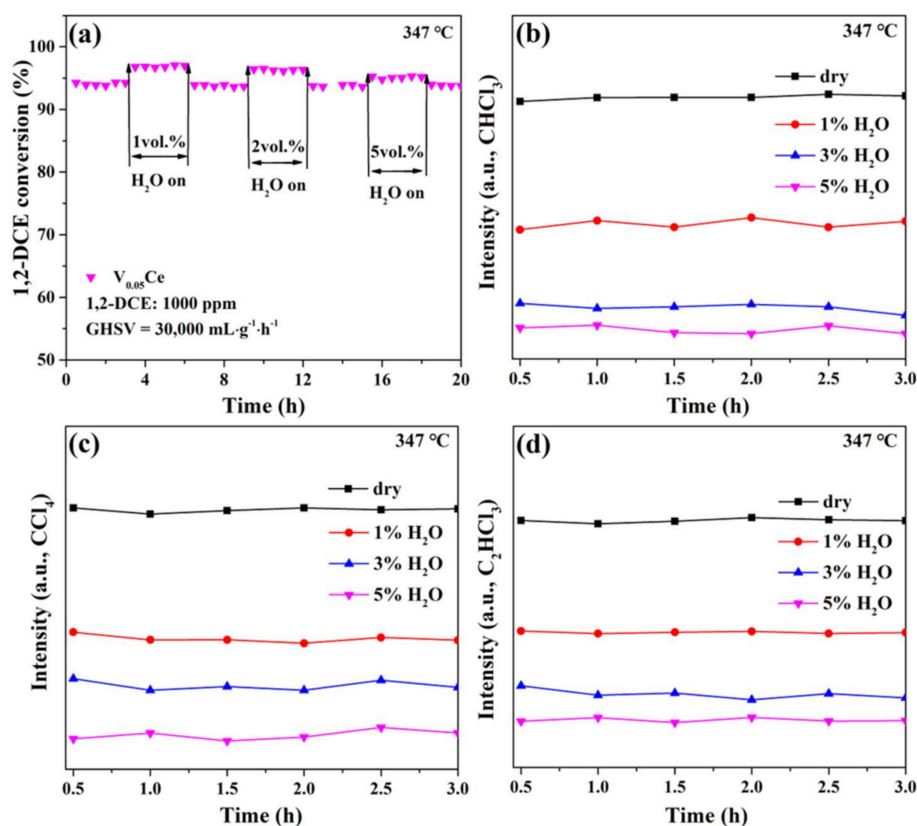 (a)
347 °C
1,2-DCE conversion (%)
100
95
90
85
80
70
60
50
1vol.%
H₂O on
2vol.%
H₂O on
5vol.%
H₂O on
V₀.₀₅Ce
1,2-DCE: 1000 ppm
GHSV = 30,000 mL·g⁻¹·h⁻¹
0 4 8 12 16 20
Time (h)
(b)
347 °C
Intensity (a.u., CHCl₃)
dry
1% H₂O
3% H₂O
5% H₂O
0.5 1.0 1.5 2.0 2.5 3.0
Time (h)
(c)
347 °C
Intensity (a.u., CCl₄)
dry
1% H₂O
3% H₂O
5% H₂O
0.5 1.0 1.5 2.0 2.5 3.0
Time (h)
(d)
347 °C
Intensity (a.u., C₂HCl₃)
dry
1% H₂O
3% H₂O
5% H₂O
0.5 1.0 1.5 2.0 2.5 3.0
Time (h)